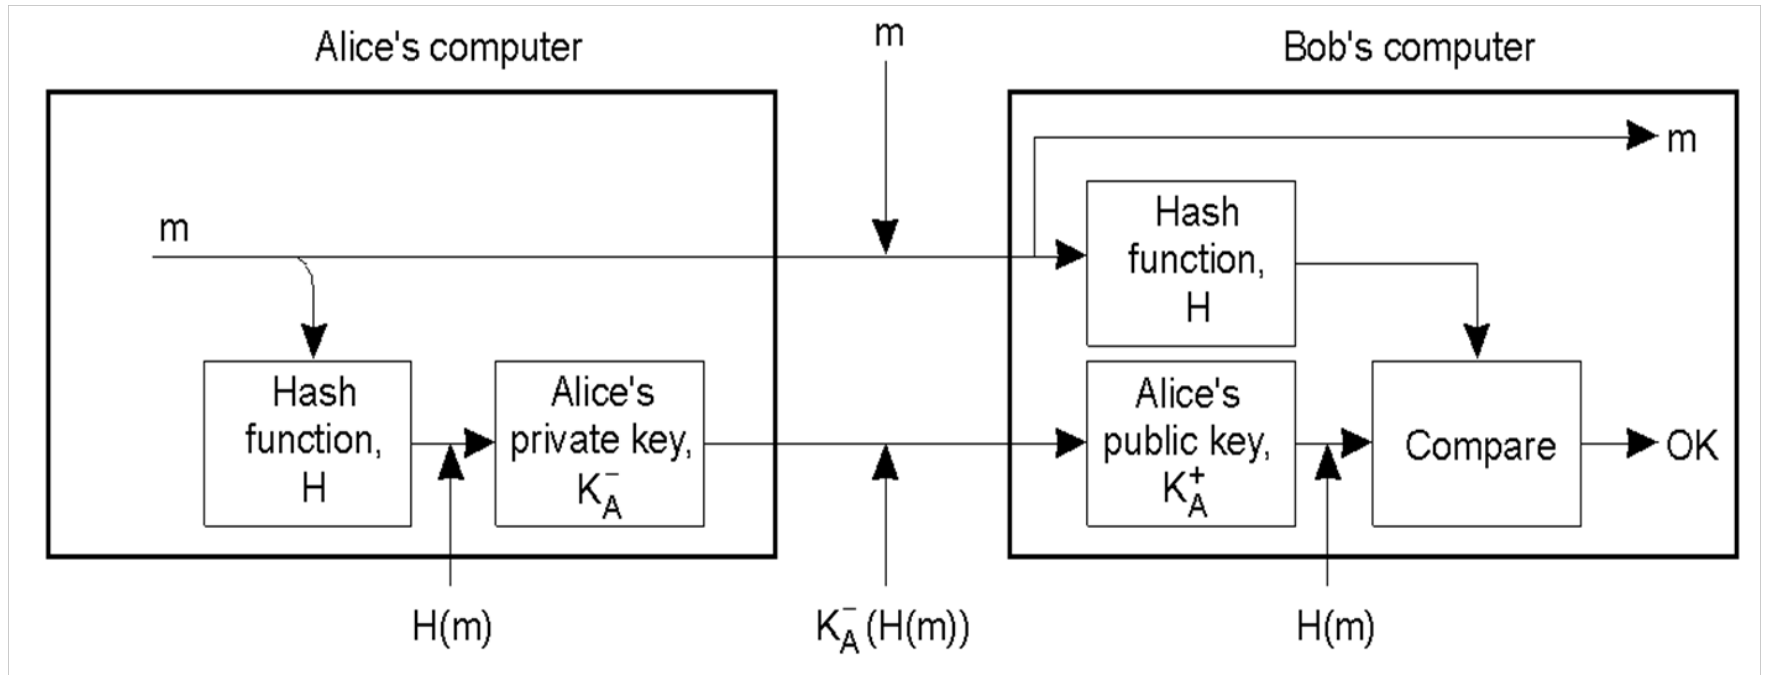 Alice's computer
m
Bob's computer
m
m
Hash
function,
H
Hash
function,
H
Alice's
private key,
K⁻A
Alice's
public key,
K⁺A
Compare
OK
H(m)
K⁻A(H(m))
H(m)